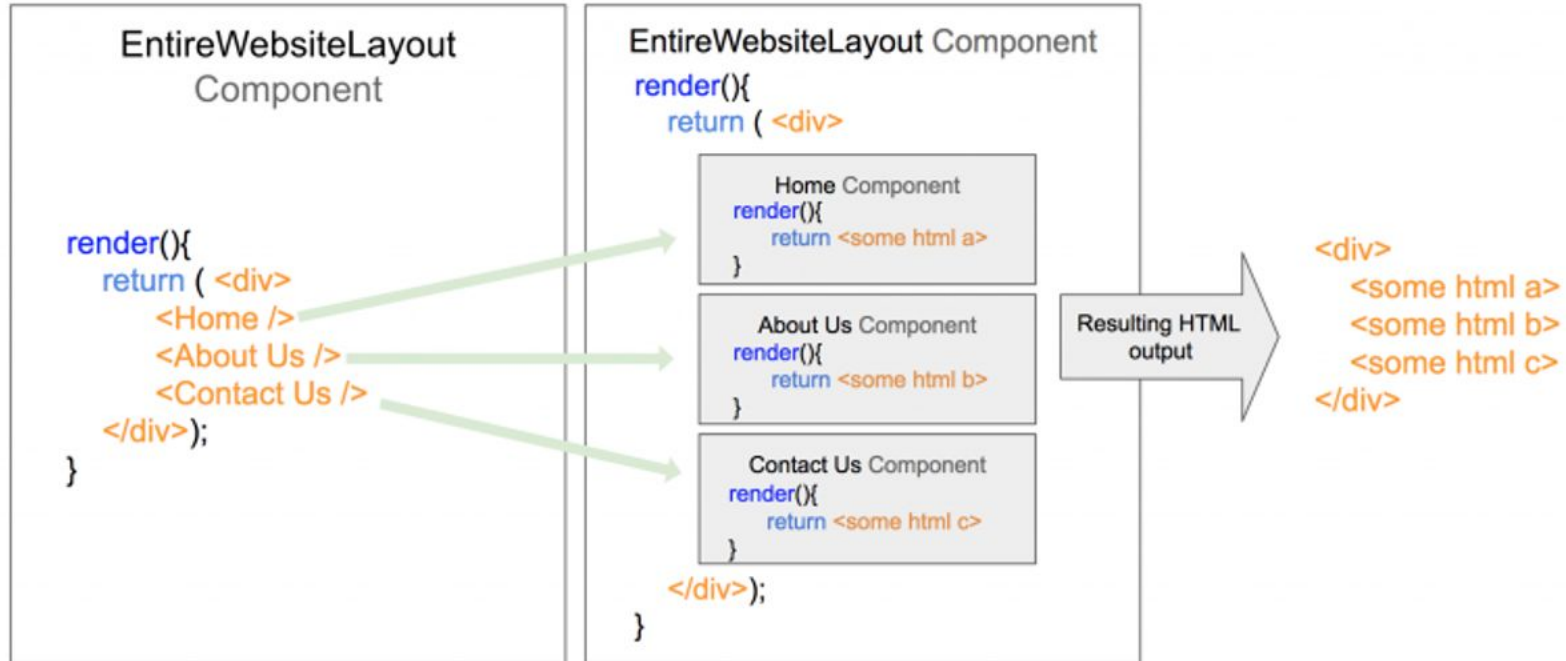 EntireWebsiteLayout
Component
render(){
return ( <div>
<Home />
<About Us />
<Contact Us />
</div>);
}
EntireWebsiteLayout Component
render(){
return ( <div>
Home Component
render(){
return <some html a>
}
About Us Component
render(){
return <some html b>
}
Contact Us Component
render(){
return <some html c>
}
</div>);
}
Resulting HTML
output
<div>
<some html a>
<some html b>
<some html c>
</div>